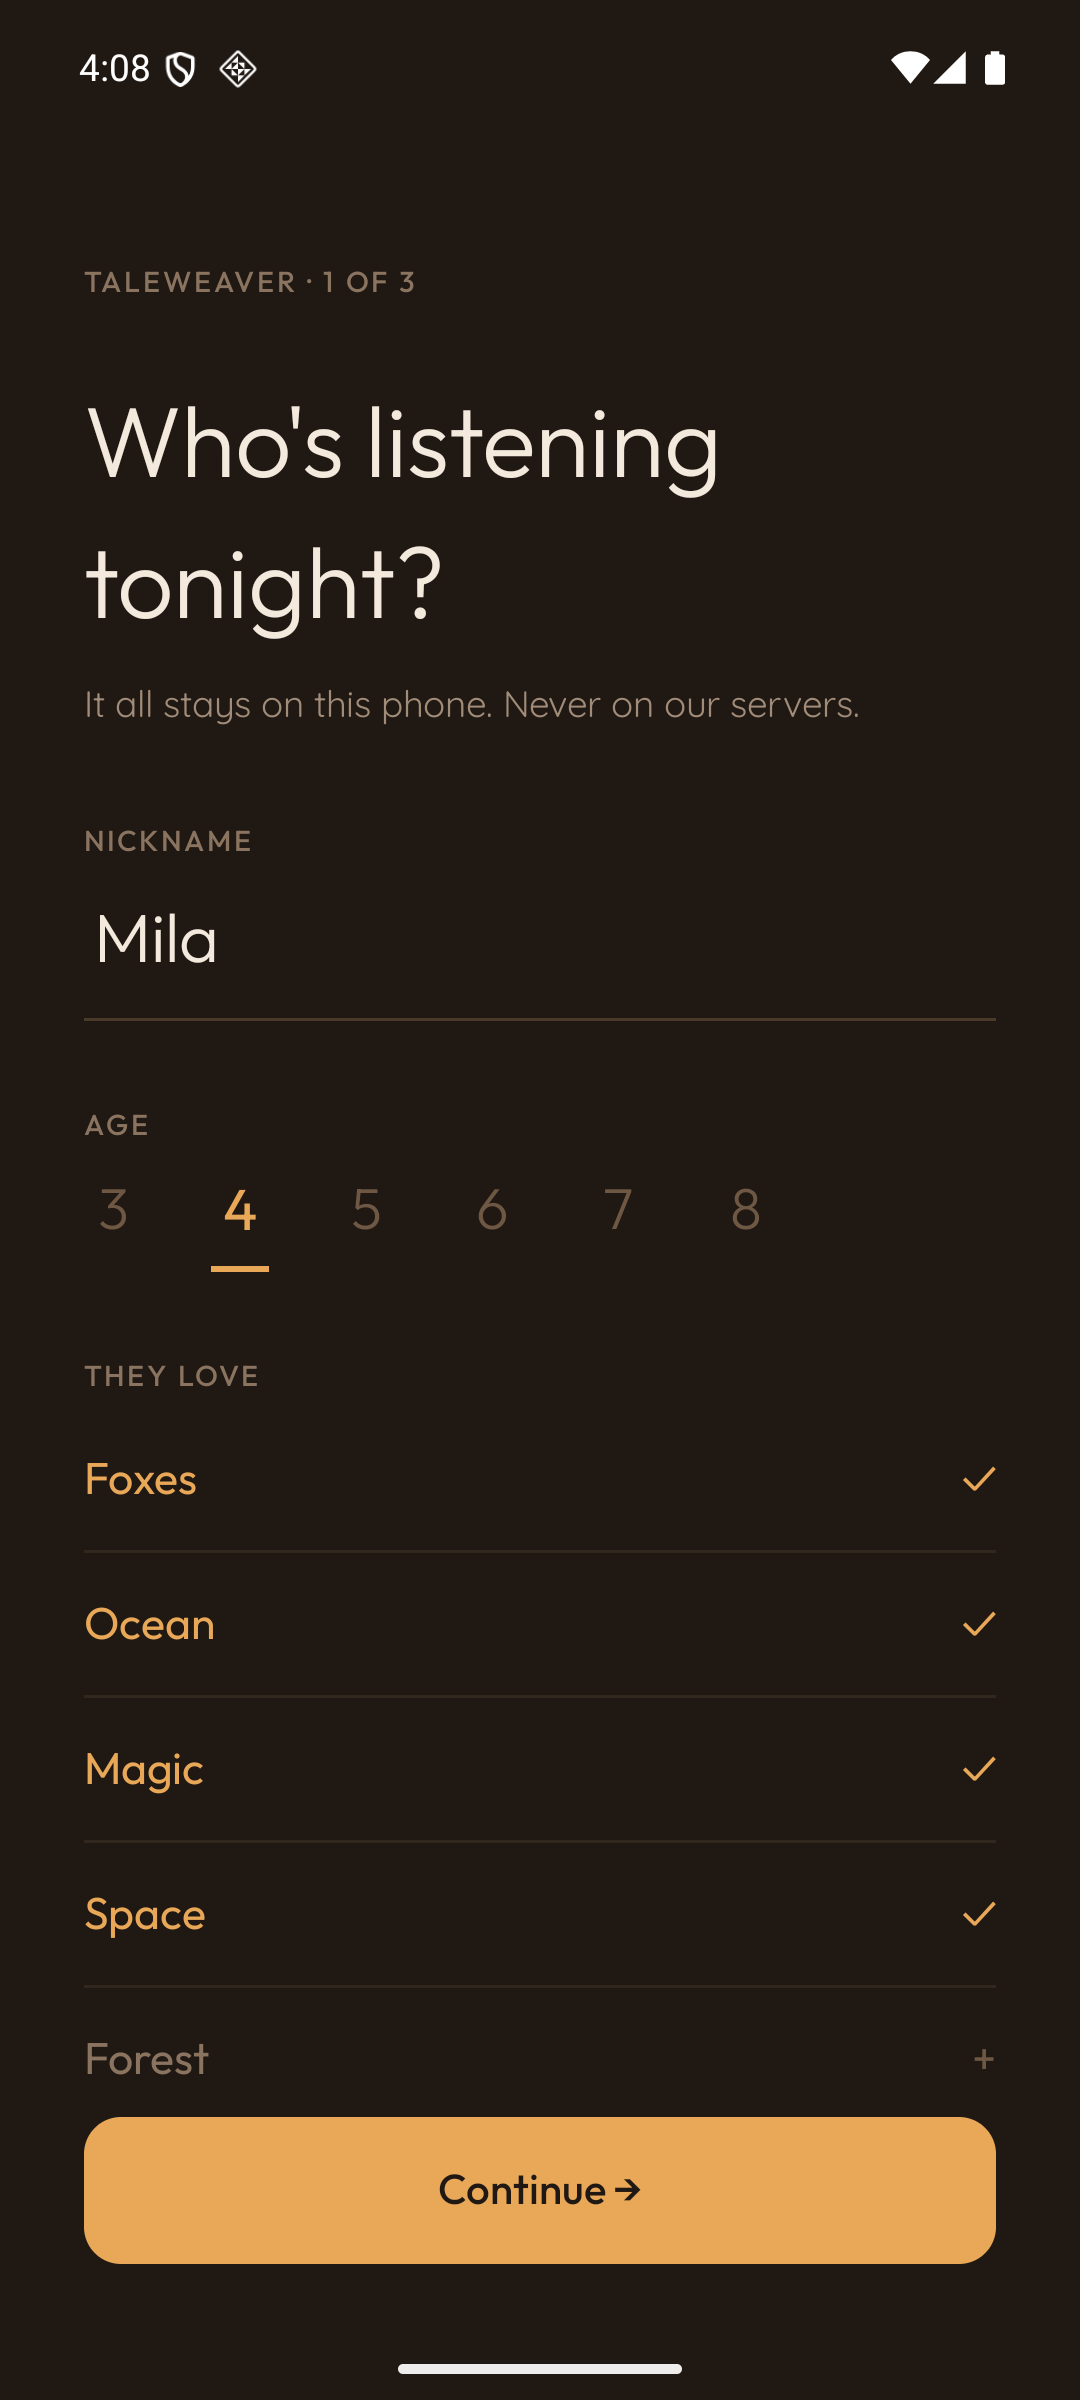 4:08
TALEWEAVER · 1 OF 3
Who's listening
tonight?
It all stays on this phone. Never on our servers.
NICKNAME
Mila
AGE
3 4 5 6 7 8
THEY LOVE
Foxes
Ocean
Magic
Space
Forest +
Continue →